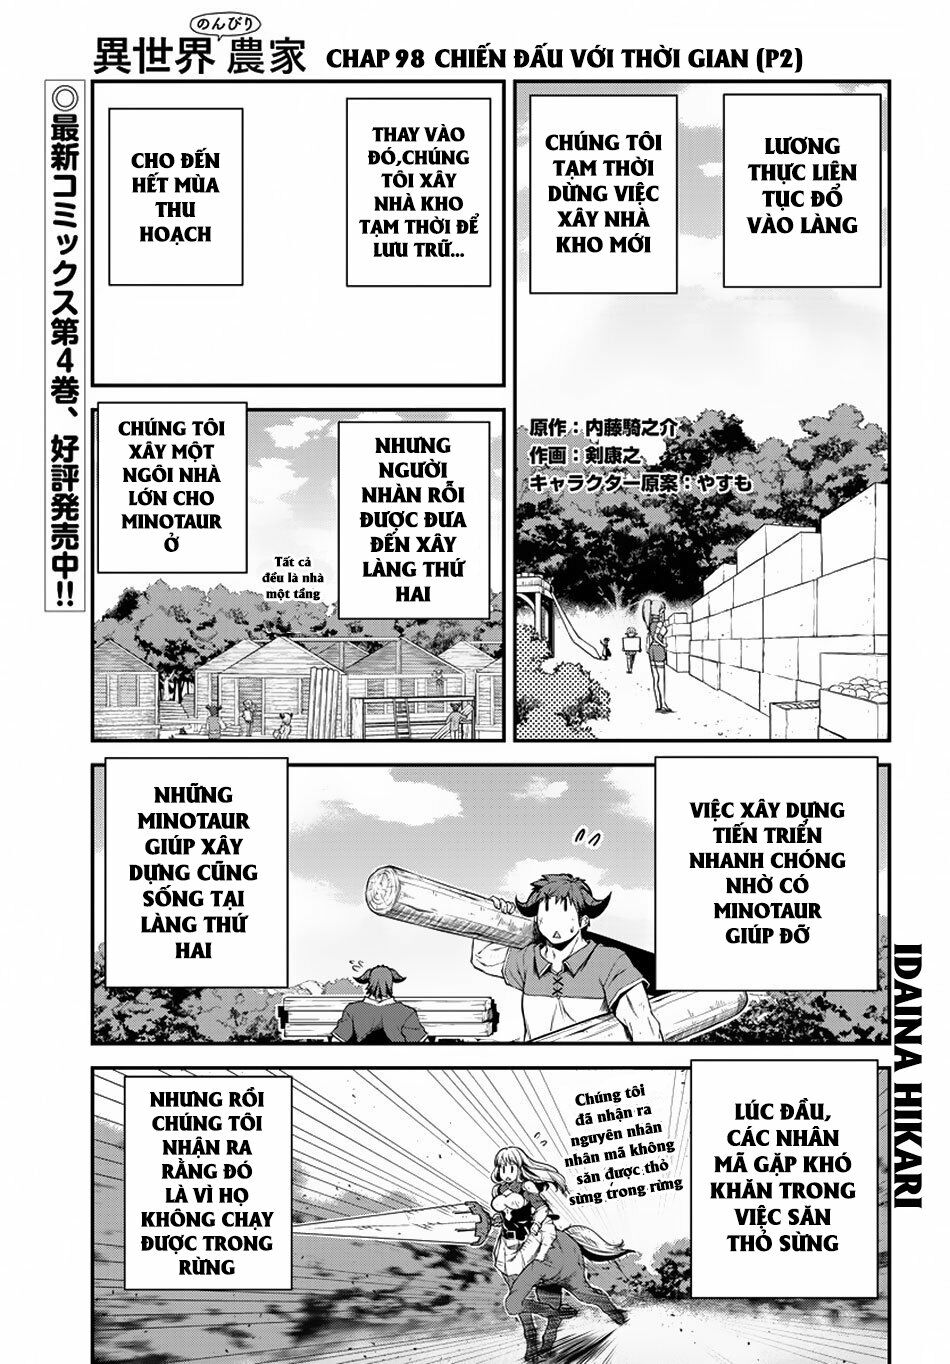 のんびり
異世界 農家
CHAP 98 CHIẾN ĐẤU VỚI THỜI GIAN (P2)
◎最新コミックス第4巻、好評発売中!!
LƯƠNG
THỰC LIÊN
TỤC ĐỔ
VÀO LÀNG
CHÚNG TÔI
TẠM THỜI
DỪNG VIỆC
XÂY NHÀ
KHO MỚI
原作:内藤騎之介
作画:剣康之
キャラクター原案:やすも
THAY VÀO
ĐÓ,CHÚNG
TÔI XÂY
NHÀ KHO
TẠM THỜI ĐỂ
LƯU TRỮ...
CHO ĐẾN
HẾT MÙA
THU
HOẠCH
NHƯNG
NGƯỜI
NHÀN RỖI
ĐƯỢC ĐƯA
ĐẾN XÂY
LÀNG THỨ
HAI
CHÚNG TÔI
XÂY MỘT
NGÔI NHÀ
LỚN CHO
MINOTAUR
Ở
Tất cả
đều là nhà
một tầng
VIỆC XÂY DỰNG
TIẾN TRIỂN
NHANH CHÓNG
NHỜ CÓ
MINOTAUR
GIÚP ĐỠ
NHỮNG
MINOTAUR
GIÚP XÂY
DỰNG CŨNG
SỐNG TẠI
LÀNG THỨ
HAI
LÚC ĐẦU,
CÁC NHÂN
MÃ GẶP KHÓ
KHĂN TRONG
VIỆC SĂN
THỎ SỪNG
Chúng tôi
đã nhận ra
nguyên nhân
nhân mã không
săn được thỏ
sừng trong rừng
NHƯNG RỒI
CHÚNG TÔI
NHẬN RA
RẰNG ĐÓ
LÀ VÌ HỌ
KHÔNG CHẠY
ĐƯỢC TRONG
RỪNG
IDAINA HIKARI